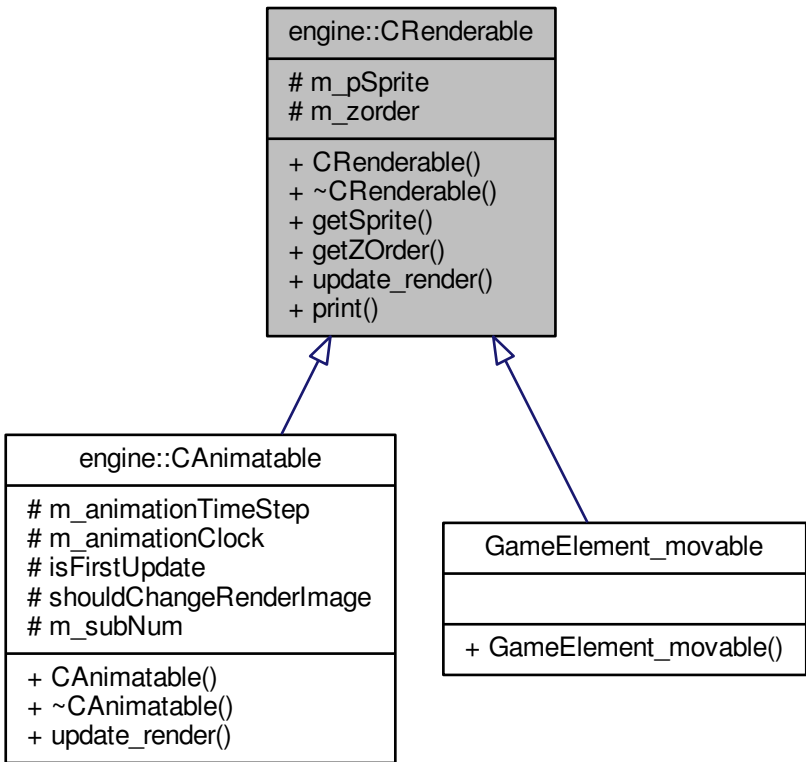 engine::CRenderable
# m_pSprite
# m_zorder
+ CRenderable()
+ ~CRenderable()
+ getSprite()
+ getZOrder()
+ update_render()
+ print()
engine::CAnimatable
# m_animationTimeStep
# m_animationClock
# isFirstUpdate
# shouldChangeRenderImage
# m_subNum
+ CAnimatable()
+ ~CAnimatable()
+ update_render()
GameElement_movable
+ GameElement_movable()